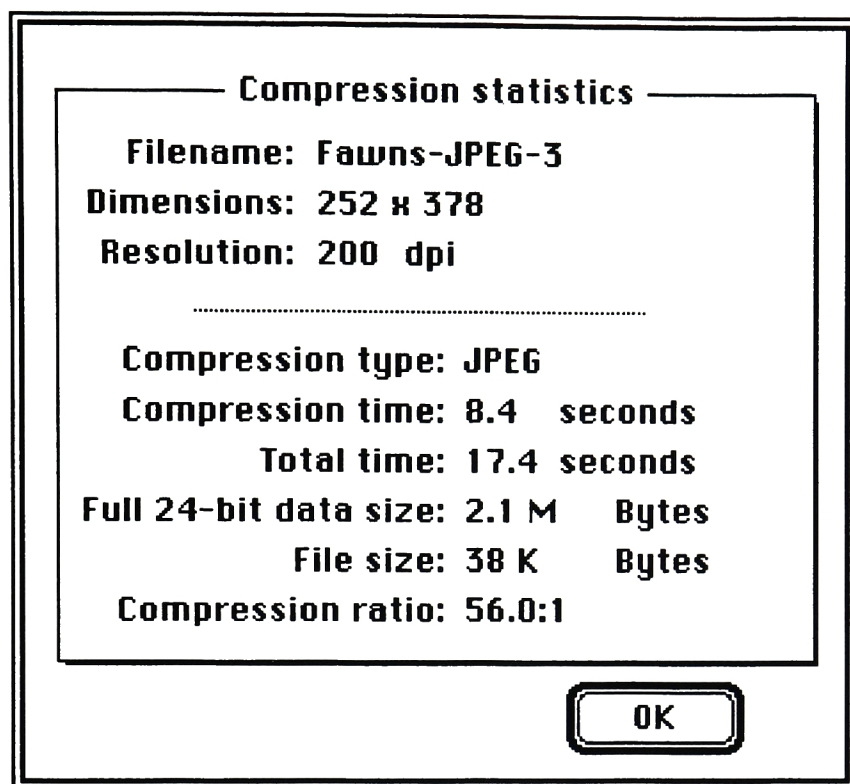 Compression statistics
Filename: Fawns-JPEG-3
Dimensions: 252 x 378
Resolution: 200 dpi
Compression type: JPEG
Compression time: 8.4 seconds
Total time: 17.4 seconds
Full 24-bit data size: 2.1 M Bytes
File size: 38 K Bytes
Compression ratio: 56.0:1
OK